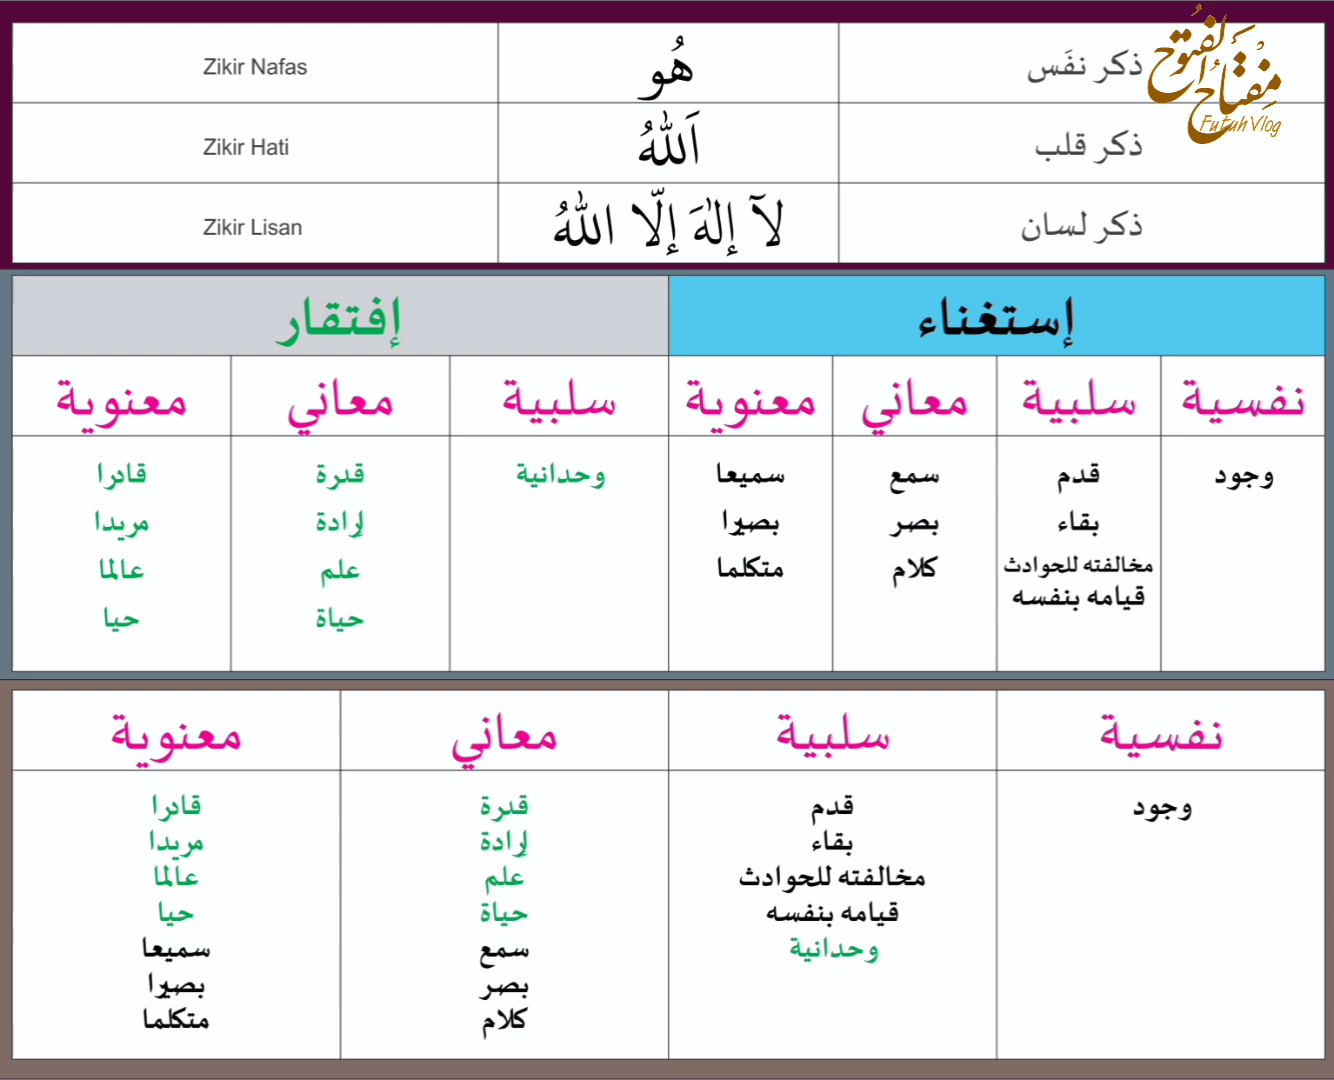 ذكر نفَس هُو Zikir Nafas
مِفْتَاحُ الفُتُوح
Futuh Vlog
ذكر قلب اَللّٰهُ Zikir Hati
ذكر لسان لآ إِلٰهَ إِلّا اللّٰهُ Zikir Lisan
إستغناء إفتقار
نفسية سلبية معاني معنوية سلبية معاني معنوية
وجود قدم سمع سميعا وحدانية قدرة قادرا
بقاء بصر بصيرا إرادة مريدا
مخالفته للحوادث كلام متكلما علم عالما
قيامه بنفسه حياة حيا
نفسية سلبية معاني معنوية
وجود قدم قدرة قادرا
بقاء إرادة مريدا
مخالفته للحوادث علم عالما
قيامه بنفسه حياة حيا
وحدانية سمع سميعا
بصر بصيرا
كلام متكلما